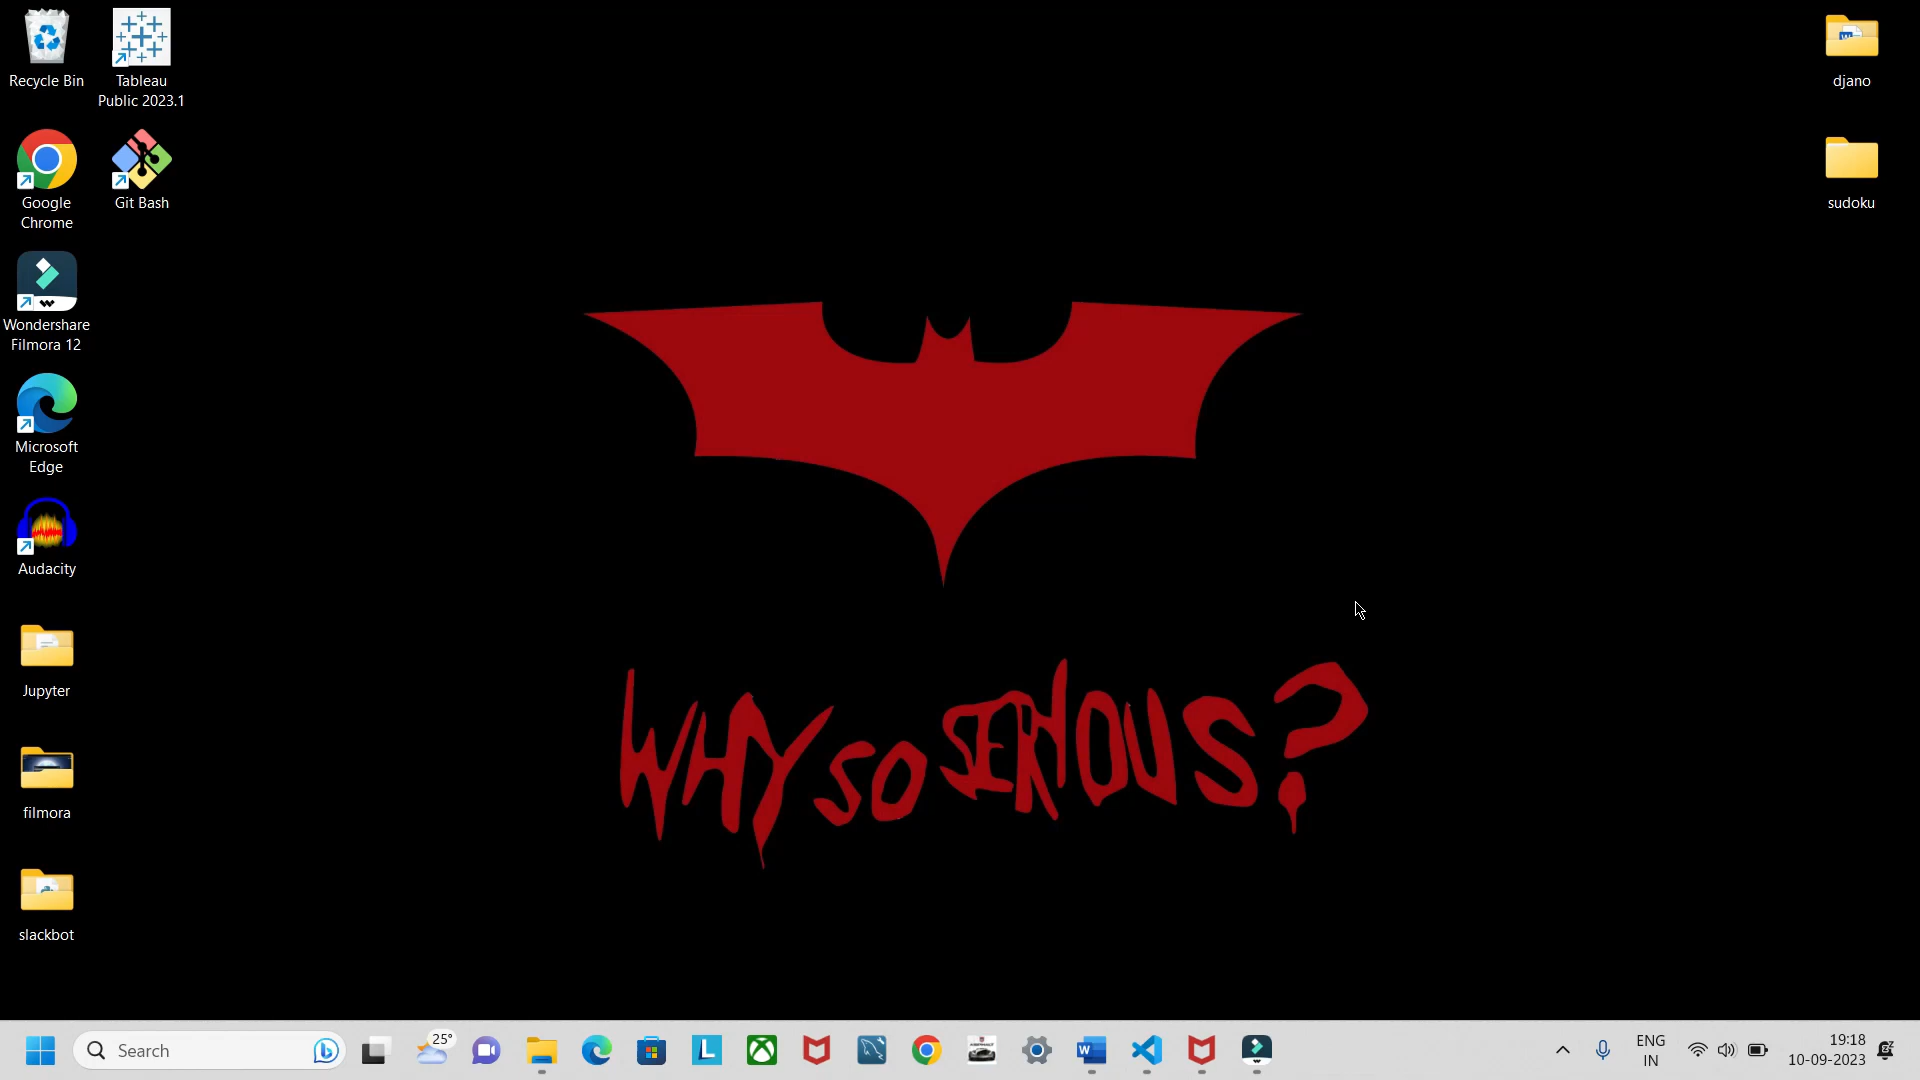 Recycle Bin
Tableau
Public 2023.1
Google
Chrome
Git Bash
Wondershare
Filmora 12
Microsoft
Edge
Audacity
Jupyter
filmora
slackbot
djano
sudoku
WHY SO SERIOUS?
Search
25°
ENG
IN
19:18
10-09-2023